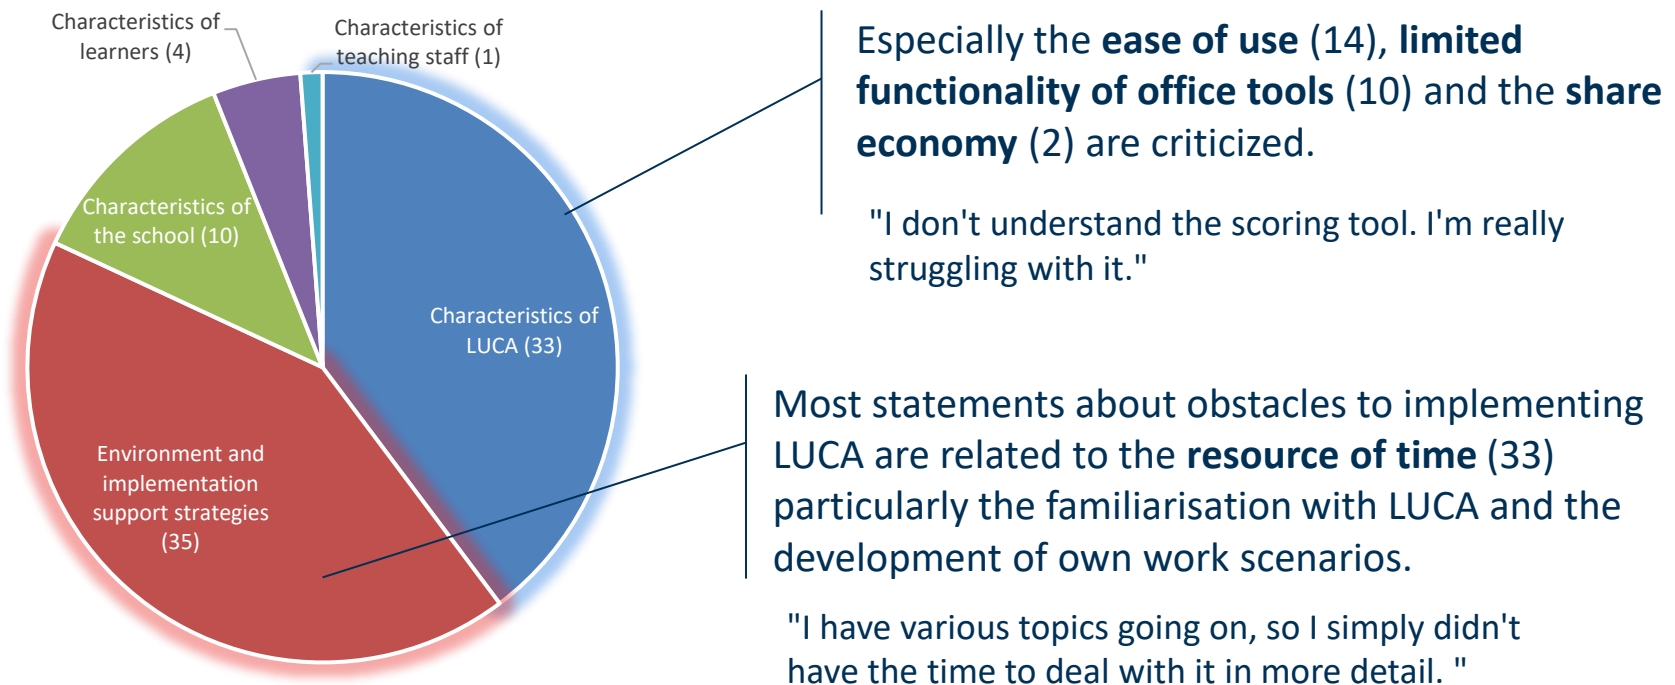 Characteristics of
learners (4)
Characteristics of
teaching staff (1)
Characteristics of
the school (10)
Characteristics of
LUCA (33)
Environment and
implementation
support strategies
(35)
Especially the ease of use (14), limited
functionality of office tools (10) and the share
economy (2) are criticized.
"I don't understand the scoring tool. I'm really
struggling with it."
Most statements about obstacles to implementing
LUCA are related to the resource of time (33)
particularly the familiarisation with LUCA and the
development of own work scenarios.
"I have various topics going on, so I simply didn't
have the time to deal with it in more detail. "